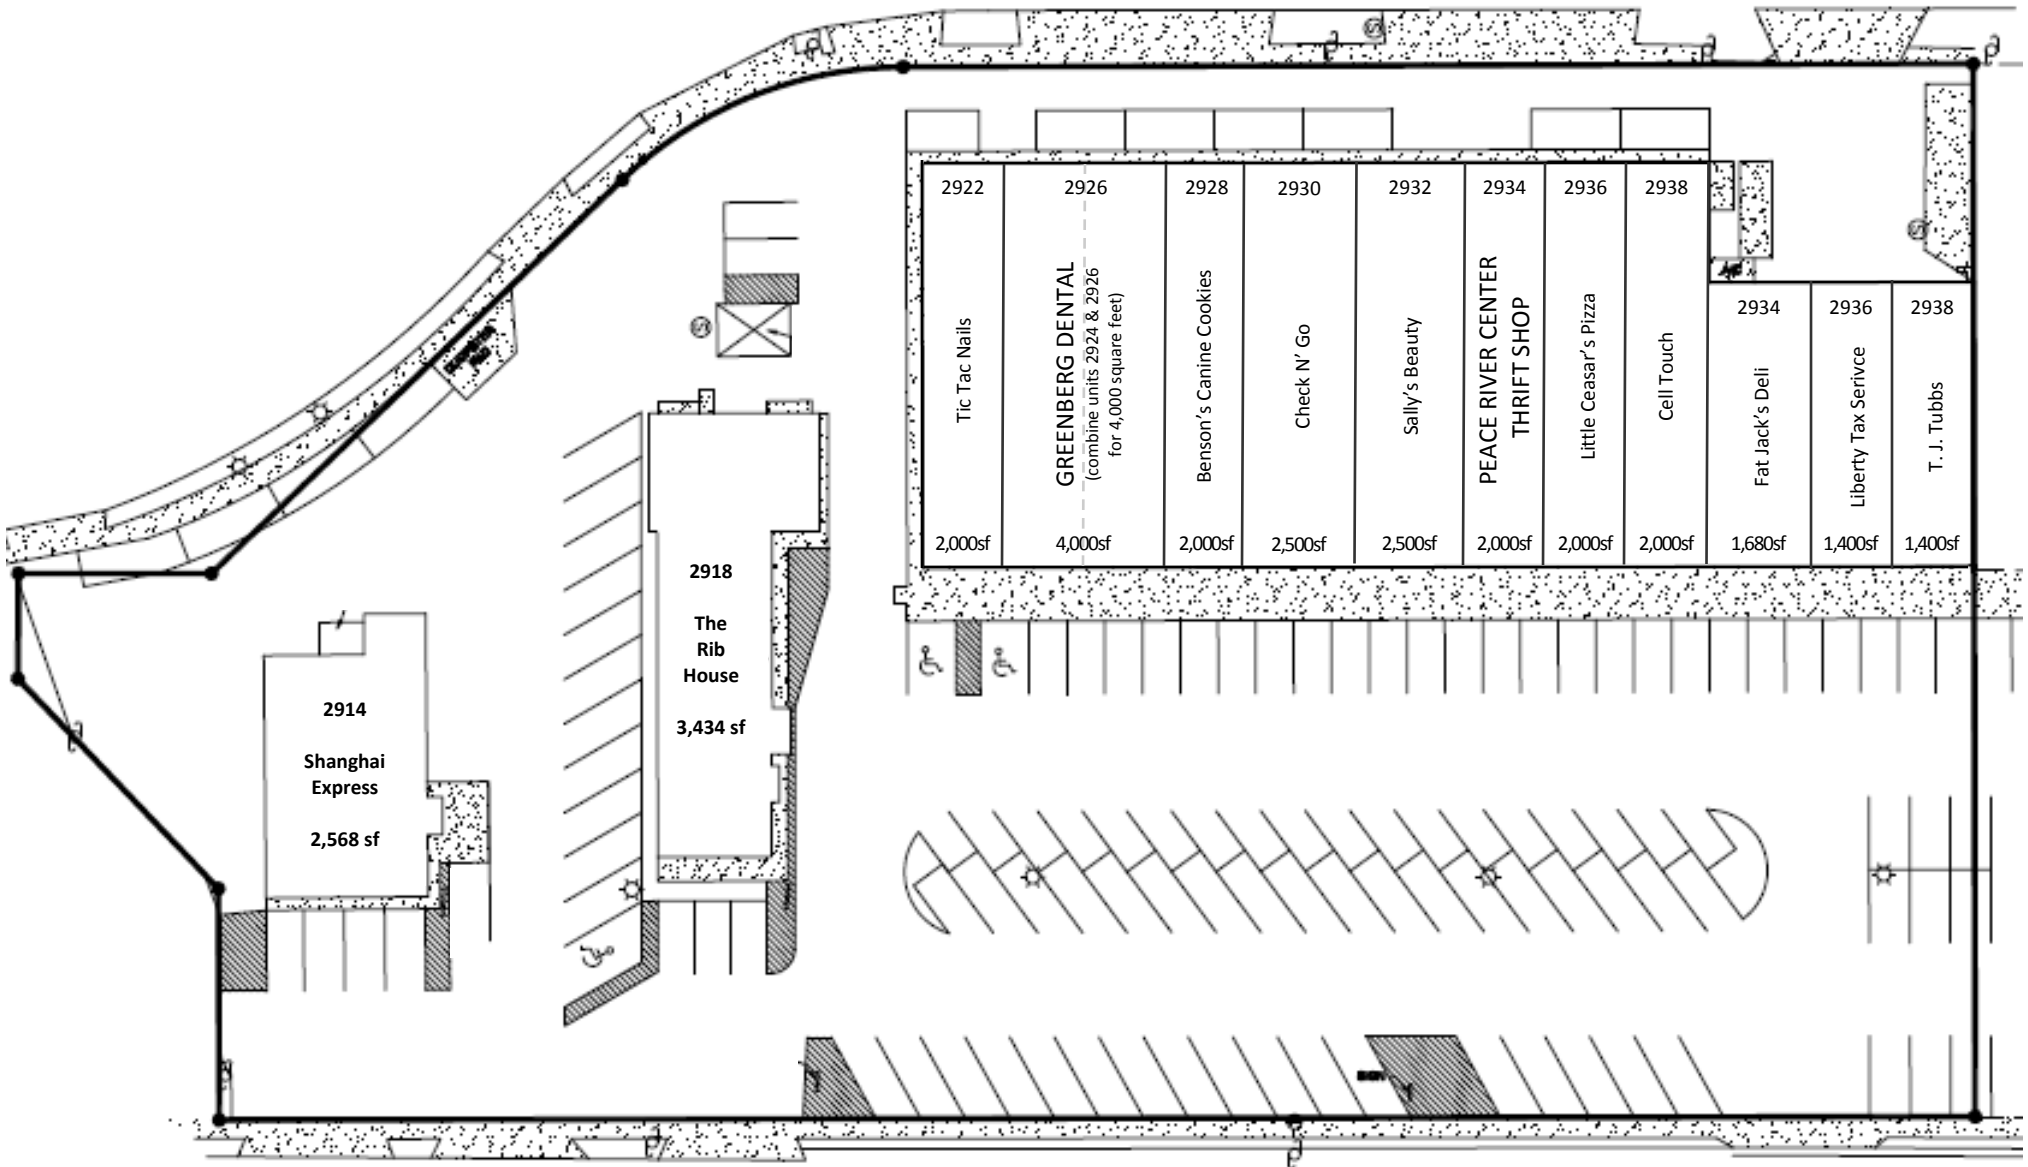 2922
2926
2928
2930
2932
2934
2936
2938
Tic Tac Nails
GREENBERG DENTAL
(combine units 2924 & 2926
for 4,000 square feet)
Benson's Canine Cookies
Check N' Go
Sally's Beauty
PEACE RIVER CENTER
THRIFT SHOP
Little Ceasar's Pizza
Cell Touch
2934
2936
2938
Fat Jack's Deli
Liberty Tax Serivce
T. J. Tubbs
2,000sf
4,000sf
2,000sf
2,500sf
2,500sf
2,000sf
2,000sf
2,000sf
1,680sf
1,400sf
1,400sf
2918
The
Rib
House
3,434 sf
2914
Shanghai
Express
2,568 sf